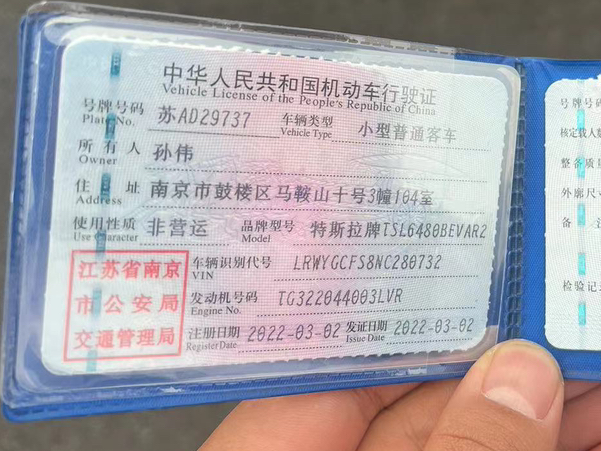 中华人民共和国机动车行驶证
Vehicle License of the People's Republic of China
号牌号码 苏AD29737 车辆类型 小型普通客车
Plate No. Vehicle Type
所有人 孙伟
Owner
住址 南京市鼓楼区马鞍山十号3幢104室
Address
使用性质 非营运 品牌型号 特斯拉牌TSL6480BEVAR2
Use Character Model
江苏省南京
市公安局
交通管理局
车辆识别代号 LRWYGCFS8NC280732
VIN
发动机号码 TG322044003LVR
Engine No.
注册日期 2022-03-02 发证日期 2022-03-02
Register Date Issue Date
号牌号码
核定载人数
整备质量
外廓尺寸
备
检验记